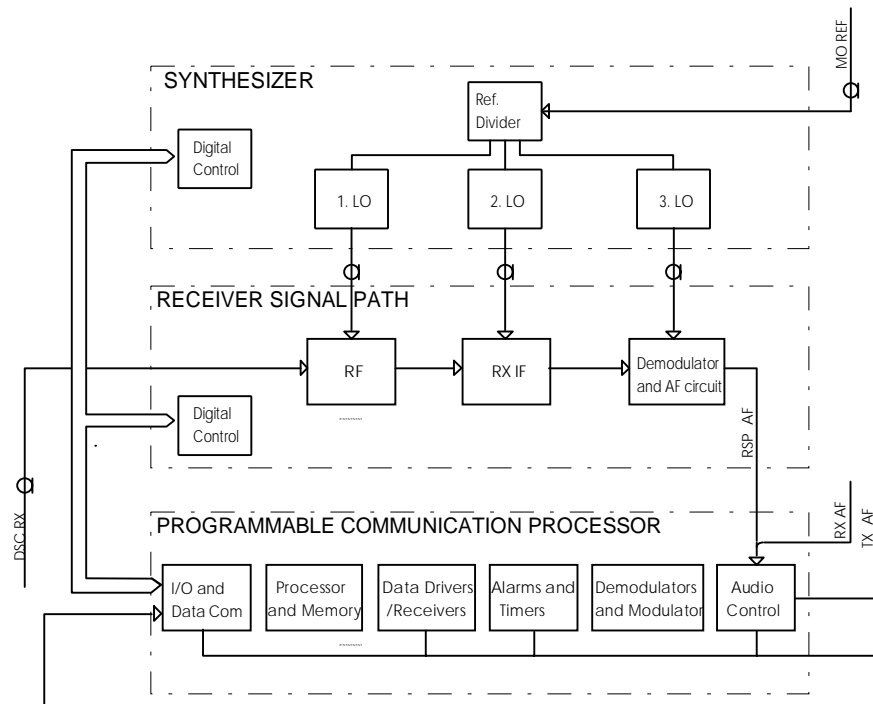 MO REF
SYNTHESIZER
Ref.
Divider
Digital
Control
1. LO
2. LO
3. LO
RECEIVER SIGNAL PATH
RF
RX IF
Demodulator
and AF circuit
Digital
Control
RSP AF
DSC RX
RX AF
TX AF
PROGRAMMABLE COMMUNICATION PROCESSOR
I/O and
Data Com
Processor
and Memory
Data Drivers
/Receivers
Alarms and
Timers
Demodulators
and Modulator
Audio
Control